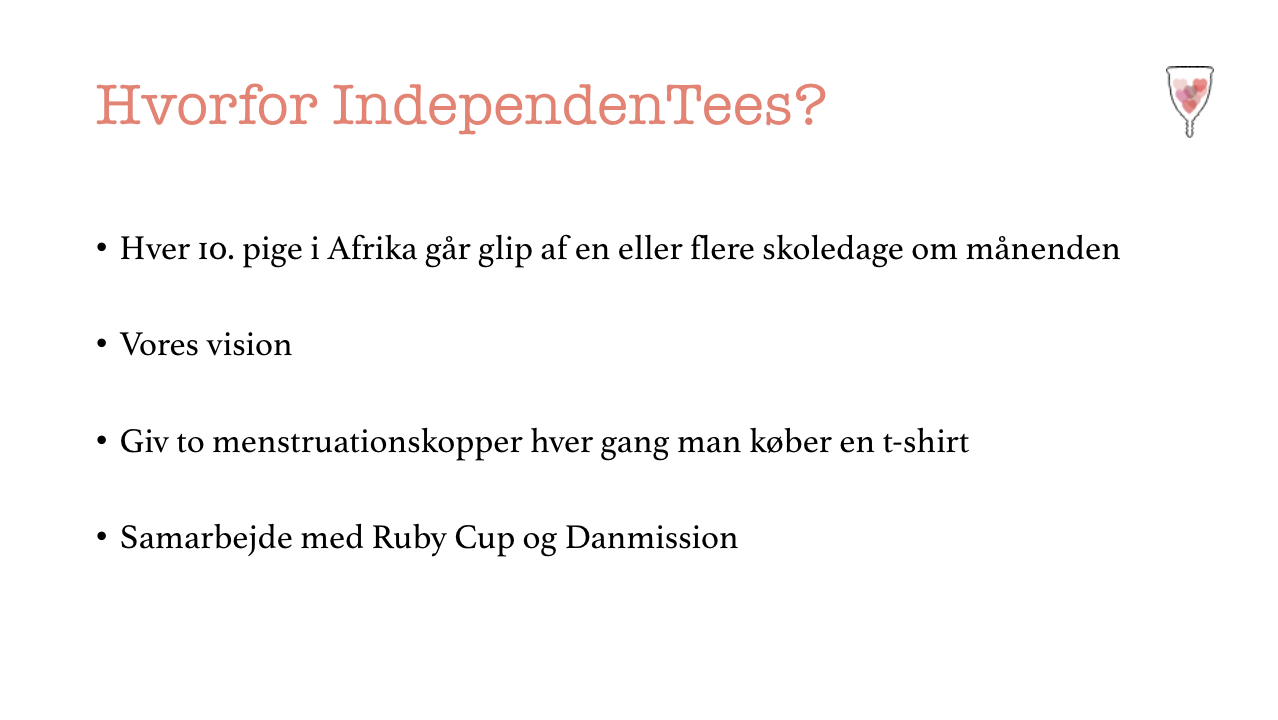 Hvorfor IndependenTees?
• Hver 10. pige i Afrika går glip af en eller flere skoledage om månenden
• Vores vision
• Giv to menstruationskopper hver gang man køber en t-shirt
• Samarbejde med Ruby Cup og Danmission